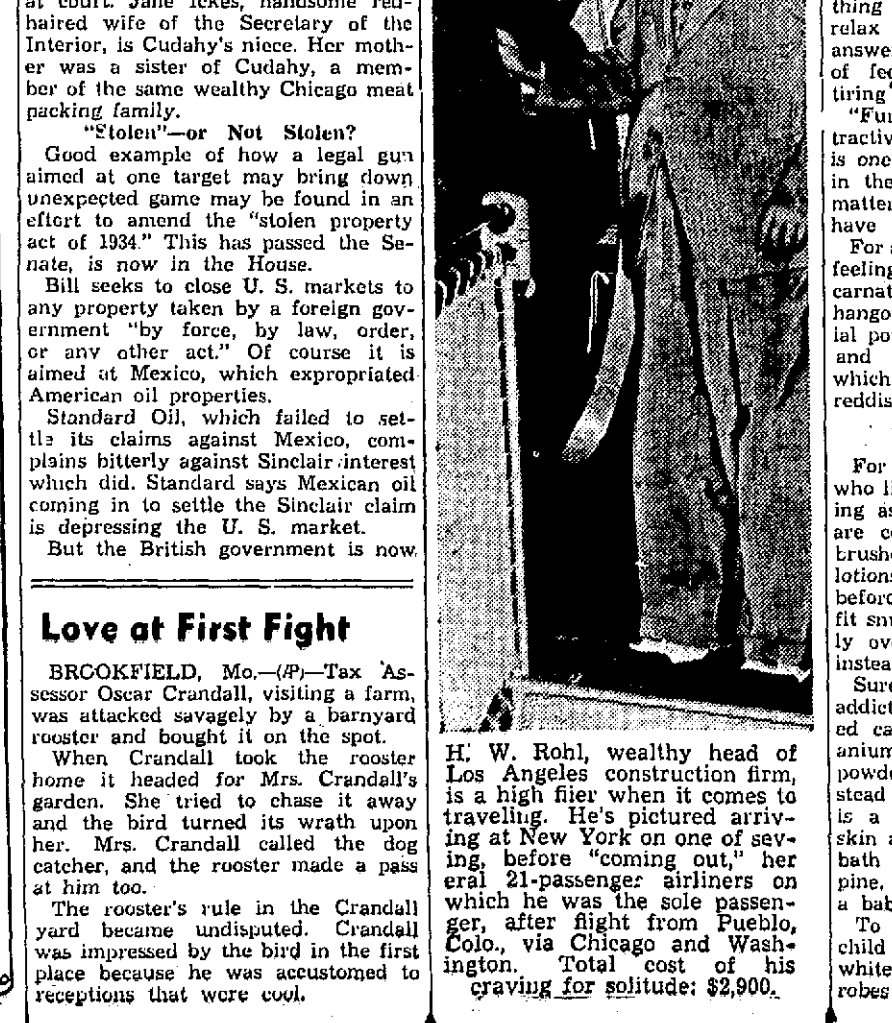 at court. Jane Ickes, handsome red-
haired wife of the Secretary of the
Interior, is Cudahy's niece. Her moth-
er was a sister of Cudahy, a mem-
ber of the same wealthy Chicago meat
packing family.
"Stolen"—or Not Stolen?
Good example of how a legal gun
aimed at one target may bring down
unexpected game may be found in an
effort to amend the "stolen property
act of 1934." This has passed the Se-
nate, is now in the House.
Bill seeks to close U. S. markets to
any property taken by a foreign gov-
ernment "by force, by law, order,
or any other act." Of course it is
aimed at Mexico, which expropriated
American oil properties.
Standard Oil, which failed to set-
tle its claims against Mexico, com-
plains bitterly against Sinclair interest
which did. Standard says Mexican oil
coming in to settle the Sinclair claim
is depressing the U. S. market.
But the British government is now
Love at First Fight
BROOKFIELD, Mo.—(AP)—Tax As-
sessor Oscar Crandall, visiting a farm,
was attacked savagely by a barnyard
rooster and bought it on the spot.
When Crandall took the rooster
home it headed for Mrs. Crandall's
garden. She tried to chase it away
and the bird turned its wrath upon
her. Mrs. Crandall called the dog
catcher, and the rooster made a pass
at him too.
The rooster's rule in the Crandall
yard became undisputed. Crandall
was impressed by the bird in the first
place because he was accustomed to
receptions that were cool.
H. W. Rohl, wealthy head of
Los Angeles construction firm,
is a high flier when it comes to
traveling. He's pictured arriv-
ing at New York on one of sev-
ing, before "coming out," her
eral 21-passenger airliners on
which he was the sole passen-
ger, after flight from Pueblo,
Colo., via Chicago and Wash-
ington. Total cost of his
craving for solitude: $2,900.
thing
relax
answe
of fee
tiring"
"Fu
tractiv
is one
in the
matter
have
For a
feeling
carnat
hango
ial po
and
which
reddis
For
who li
ing as
are c
brush
lotions
before
fit sn
ly ov
instea
Sure
addict
ed ca
anium
powde
stead
is a
skin a
bath
pine,
a bab
To
child
white
robes